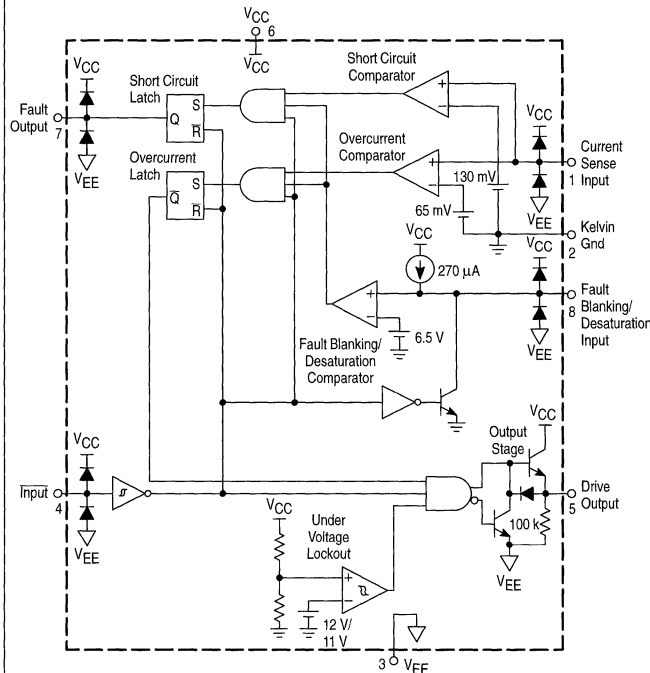 VCC
6
VCC
VCC
Short Circuit
Latch
Short Circuit
Comparator
Fault
Output
7
Q
S
R̅
VCC
Current
Sense
Input
1
VEE
Overcurrent
Latch
Q̅
S
R̅
Overcurrent
Comparator
+
−
+
−
130 mV
65 mV
VEE
Kelvin
Gnd
2
VCC
270 µA
VCC
Fault
Blanking/
Desaturation
Input
8
VEE
+
−
6.5 V
Fault Blanking/
Desaturation
Comparator
VCC
Output
Stage
VCC
I̅n̅p̅u̅t̅
4
VEE
VCC
Under
Voltage
Lockout
Drive
Output
5
100 k
VEE
+
−
12 V/
11 V
3
VEE